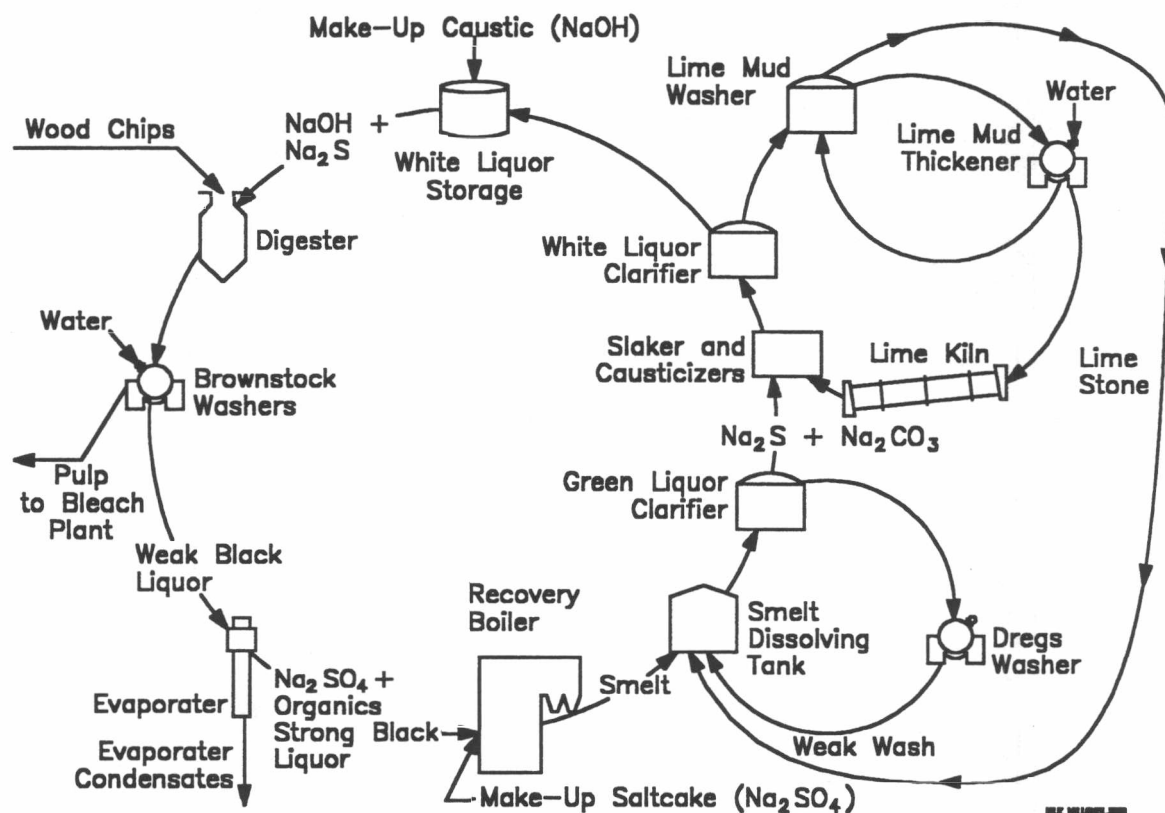 Make-Up Caustic (NaOH)
Wood Chips
NaOH +
Na₂S
White Liquor
Storage
Lime Mud
Washer
Water
Lime Mud
Thickener
Digester
White Liquor
Clarifier
Water
Brownstock
Washers
Slaker and
Causticizers
Lime Kiln
Lime
Stone
Na₂S + Na₂CO₃
Pulp
to Bleach
Plant
Green Liquor
Clarifier
Weak Black
Liquor
Recovery
Boiler
Smelt
Dissolving
Tank
Dregs
Washer
Smelt
Na₂SO₄ +
Organics
Strong Black
Liquor
Evaporater
Evaporater
Condensates
Weak Wash
Make-Up Saltcake (Na₂SO₄)